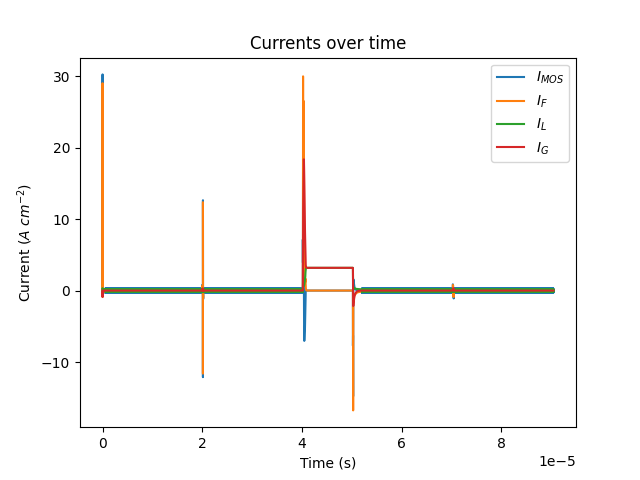 Currents over time
30
20
10
0
−10
Current (A cm⁻²)
I_MOS
I_F
I_L
I_G
0 2 4 6 8
1e−5
Time (s)